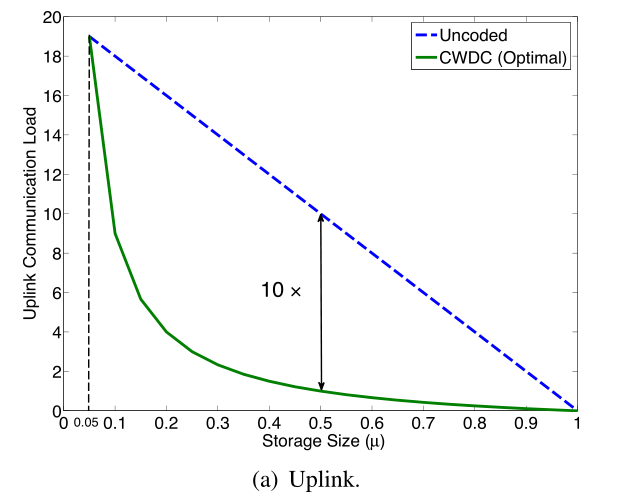 20
18
16
14
12
10
8
6
4
2
0
Uplink Communication Load
Uncoded
CWDC (Optimal)
10 ×
0 0.05 0.1 0.2 0.3 0.4 0.5 0.6 0.7 0.8 0.9 1
Storage Size (μ)
(a) Uplink.